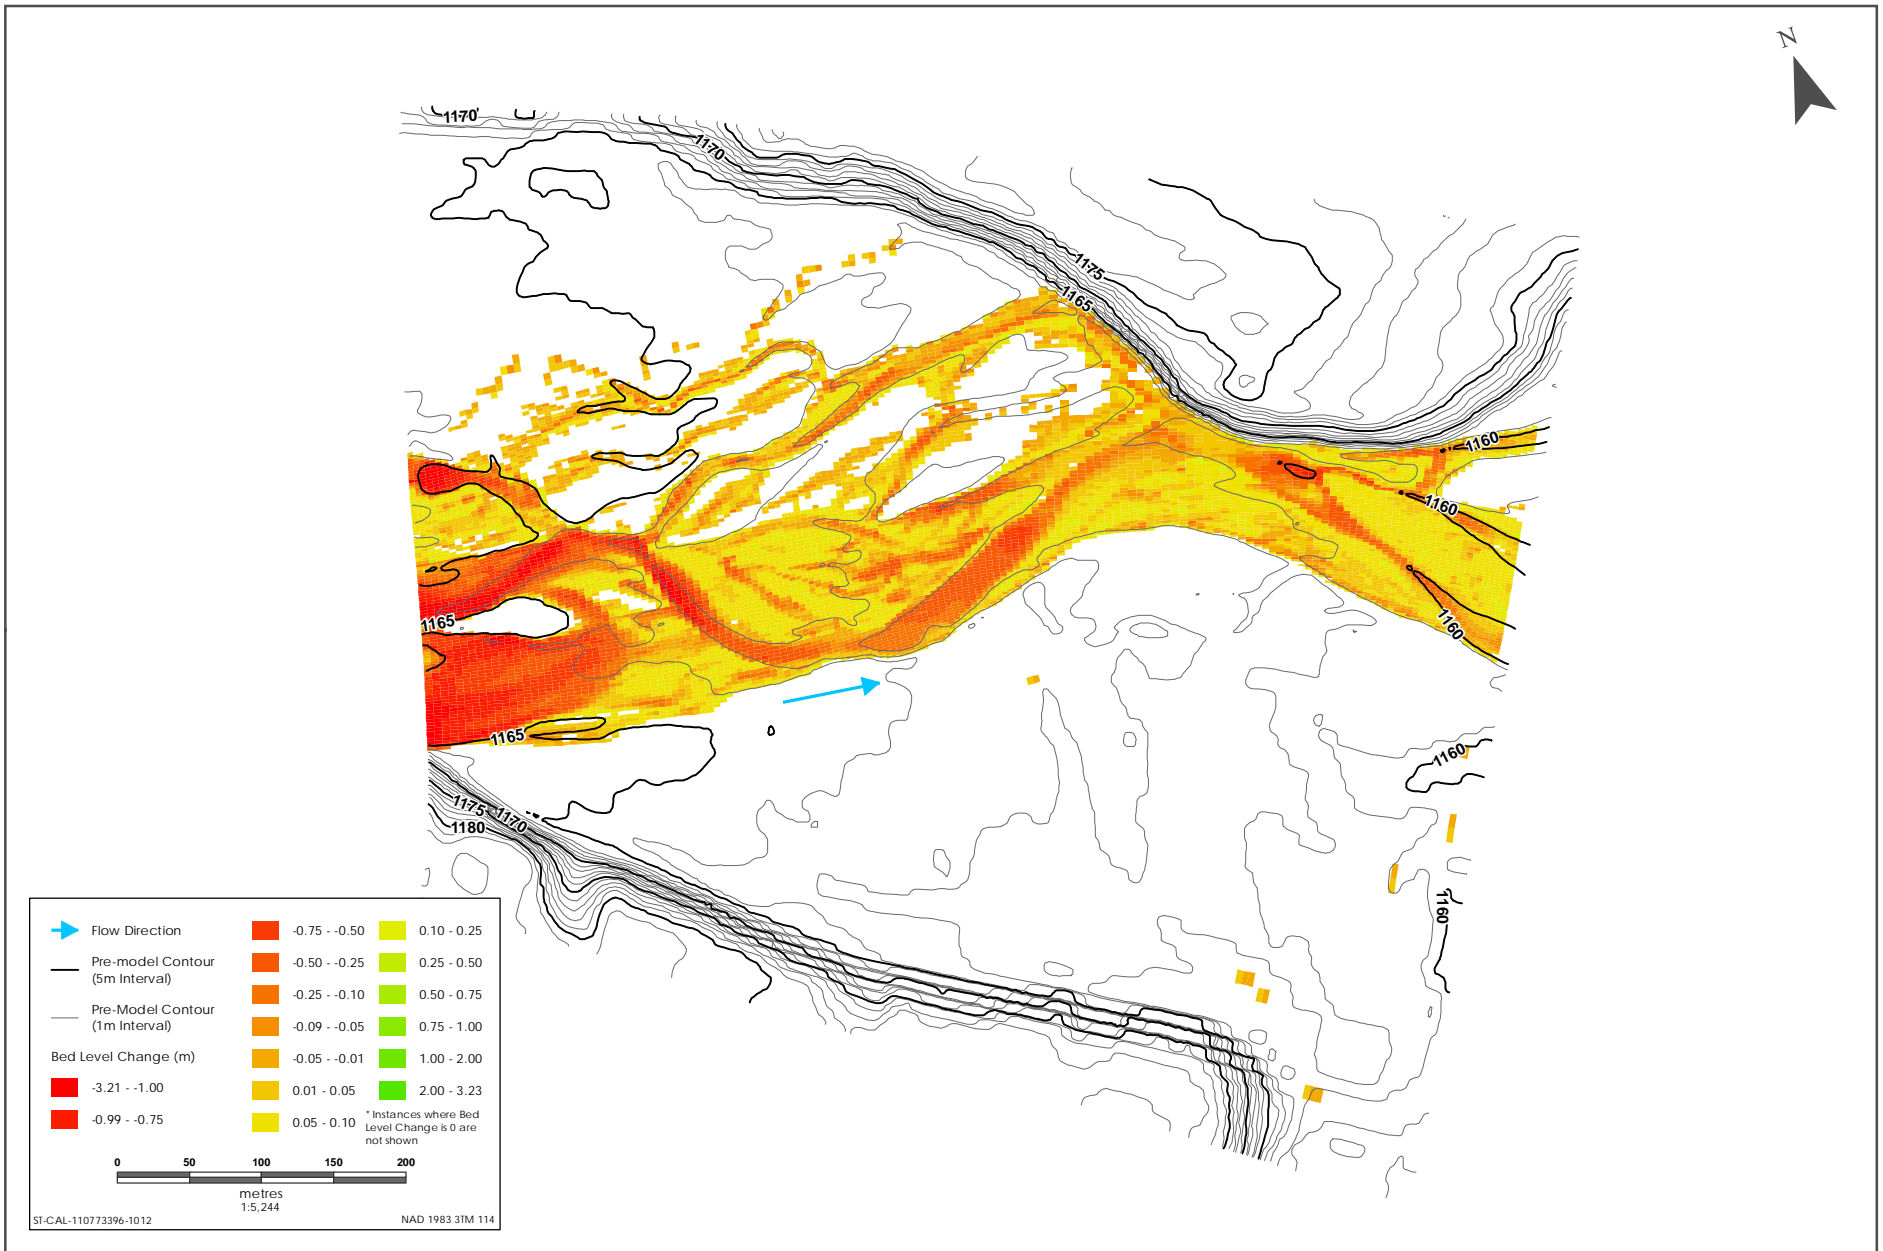 N
1170
1170
1175
1165
1160
1160
1165
1160
1165
1160
1175
1170
1180
1160
Flow Direction
Pre-model Contour
(5m Interval)
Pre-Model Contour
(1m Interval)
Bed Level Change (m)
-3.21 - -1.00
-0.99 - -0.75
-0.75 - -0.50
-0.50 - -0.25
-0.25 - -0.10
-0.09 - -0.05
-0.05 - -0.01
0.01 - 0.05
0.05 - 0.10
0.10 - 0.25
0.25 - 0.50
0.50 - 0.75
0.75 - 1.00
1.00 - 2.00
2.00 - 3.23
* Instances where Bed
Level Change is 0 are
not shown
0 50 100 150 200
metres
1:5,244
ST-CAL-110773396-1012
NAD 1983 3TM 114